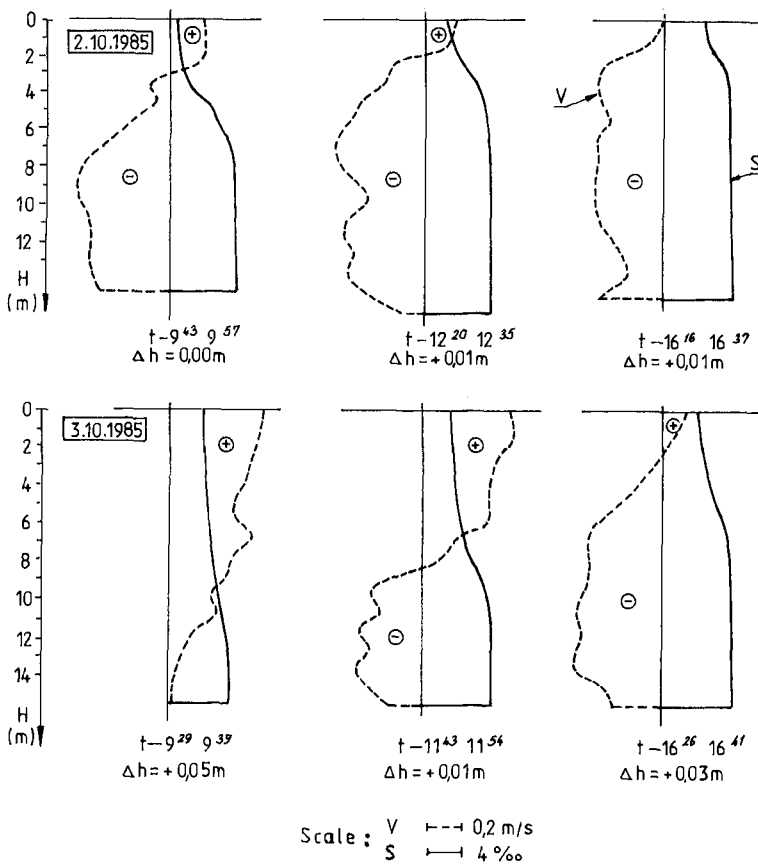 0
2
4
6
8
10
12
H
(m)
2.10.1985
+
−
t – 9⁴³ 9⁵⁷
Δh = 0,00m
+
−
t – 12²⁰ 12³⁵
Δh = +0,01m
V
S
−
t – 16¹⁶ 16³⁷
Δh = +0,01m
0
2
4
6
8
10
12
14
H
(m)
3.10.1985
+
t – 9²⁹ 9³⁹
Δh = +0,05m
+
−
t – 11⁴³ 11⁵⁴
Δh = +0,01m
+
−
t – 16²⁶ 16⁴¹
Δh = +0,03m
Scale : V 0,2 m/s
S 4 ‰